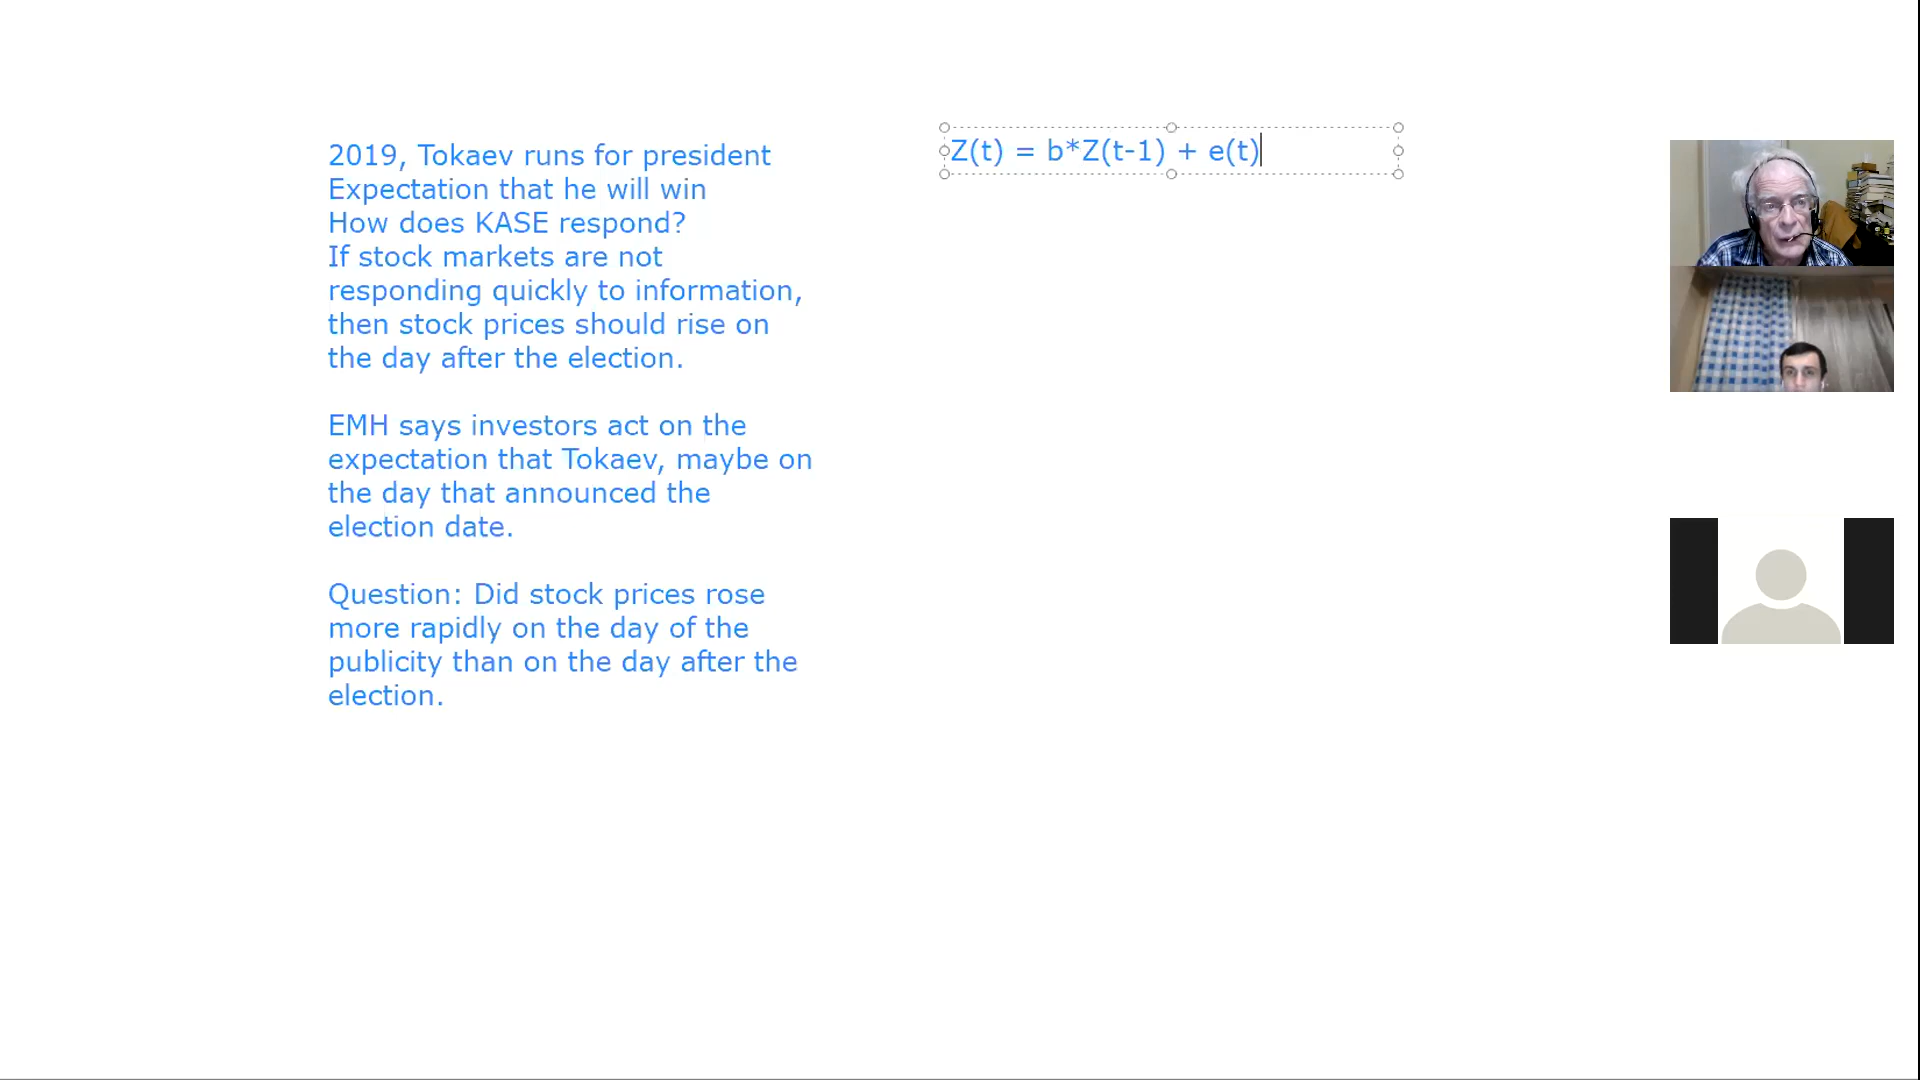 2019, Tokaev runs for president
Expectation that he will win
How does KASE respond?
If stock markets are not
responding quickly to information,
then stock prices should rise on
the day after the election.
EMH says investors act on the
expectation that Tokaev, maybe on
the day that announced the
election date.
Question: Did stock prices rose
more rapidly on the day of the
publicity than on the day after the
election.
Z(t) = b*Z(t-1) + e(t)